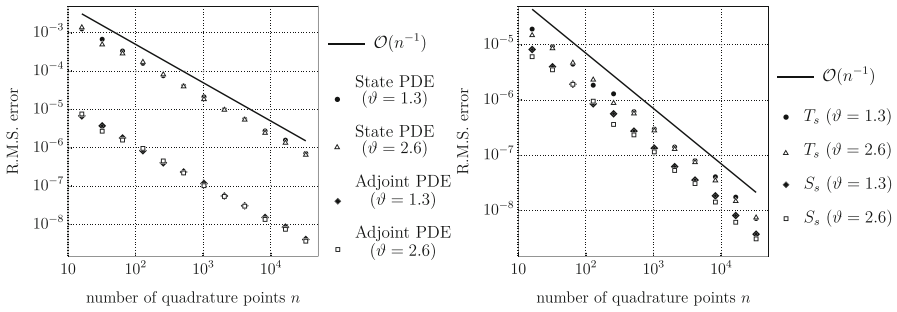 R.M.S. error
10⁻³
10⁻⁴
10⁻⁵
10⁻⁶
10⁻⁷
10⁻⁸
10
10²
10³
10⁴
number of quadrature points n
𝒪(n⁻¹)
State PDE
(ϑ = 1.3)
State PDE
(ϑ = 2.6)
Adjoint PDE
(ϑ = 1.3)
Adjoint PDE
(ϑ = 2.6)
R.M.S. error
10⁻⁵
10⁻⁶
10⁻⁷
10⁻⁸
10
10²
10³
10⁴
number of quadrature points n
𝒪(n⁻¹)
Tₛ (ϑ = 1.3)
Tₛ (ϑ = 2.6)
Sₛ (ϑ = 1.3)
Sₛ (ϑ = 2.6)